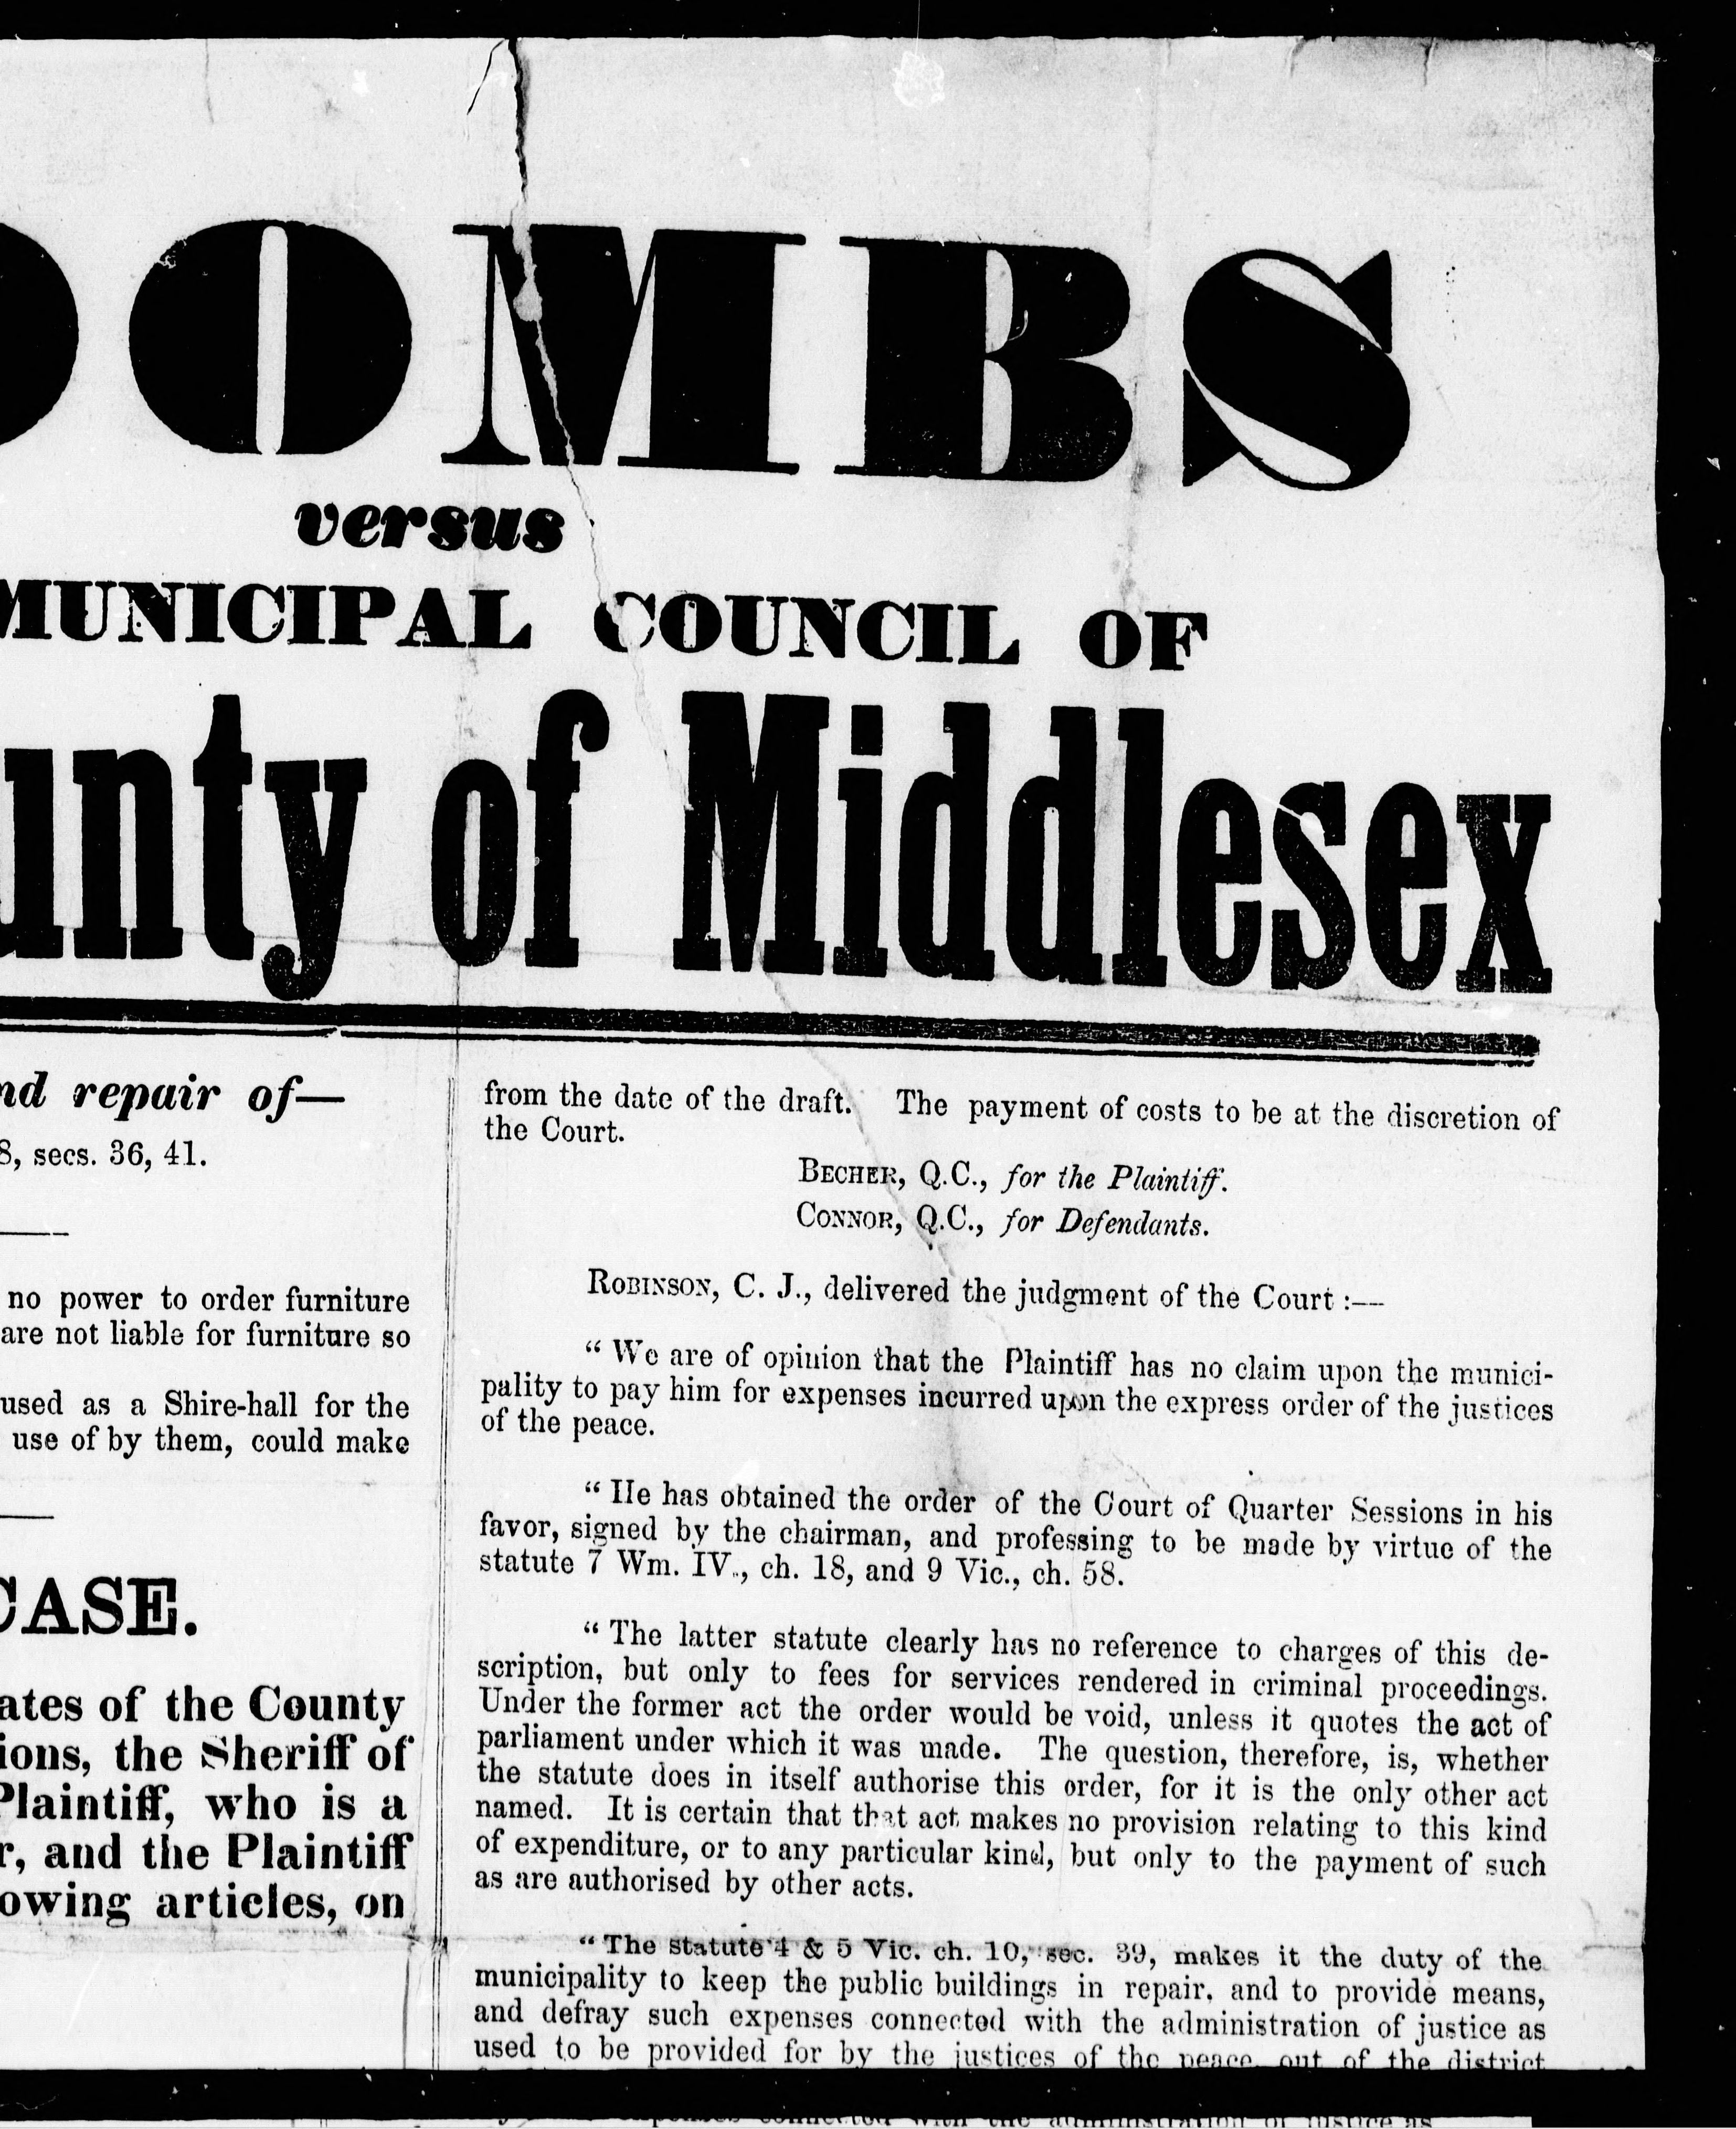 OOMBS
versus
MUNICIPAL COUNCIL OF
unty of Middlesex
nd repair of—
8, secs. 36, 41.
no power to order furniture
are not liable for furniture so
used as a Shire-hall for the
use of by them, could make
CASE.
ates of the County
ions, the Sheriff of
Plaintiff, who is a
r, and the Plaintiff
owing articles, on
from the date of the draft. The payment of costs to be at the discretion of
the Court.
BECHER, Q.C., for the Plaintiff.
CONNOR, Q.C., for Defendants.
ROBINSON, C. J., delivered the judgment of the Court :—
“ We are of opinion that the Plaintiff has no claim upon the munici-
pality to pay him for expenses incurred upon the express order of the justices
of the peace.
“ He has obtained the order of the Court of Quarter Sessions in his
favor, signed by the chairman, and professing to be made by virtue of the
statute 7 Wm. IV., ch. 18, and 9 Vic., ch. 58.
“ The latter statute clearly has no reference to charges of this de-
scription, but only to fees for services rendered in criminal proceedings.
Under the former act the order would be void, unless it quotes the act of
parliament under which it was made. The question, therefore, is, whether
the statute does in itself authorise this order, for it is the only other act
named. It is certain that that act makes no provision relating to this kind
of expenditure, or to any particular kind, but only to the payment of such
as are authorised by other acts.
“ The statute 4 & 5 Vic. ch. 10, sec. 39, makes it the duty of the
municipality to keep the public buildings in repair, and to provide means,
and defray such expenses connected with the administration of justice as
used to be provided for by the justices of the peace, out of the district
expenses connected with the administration of justice as